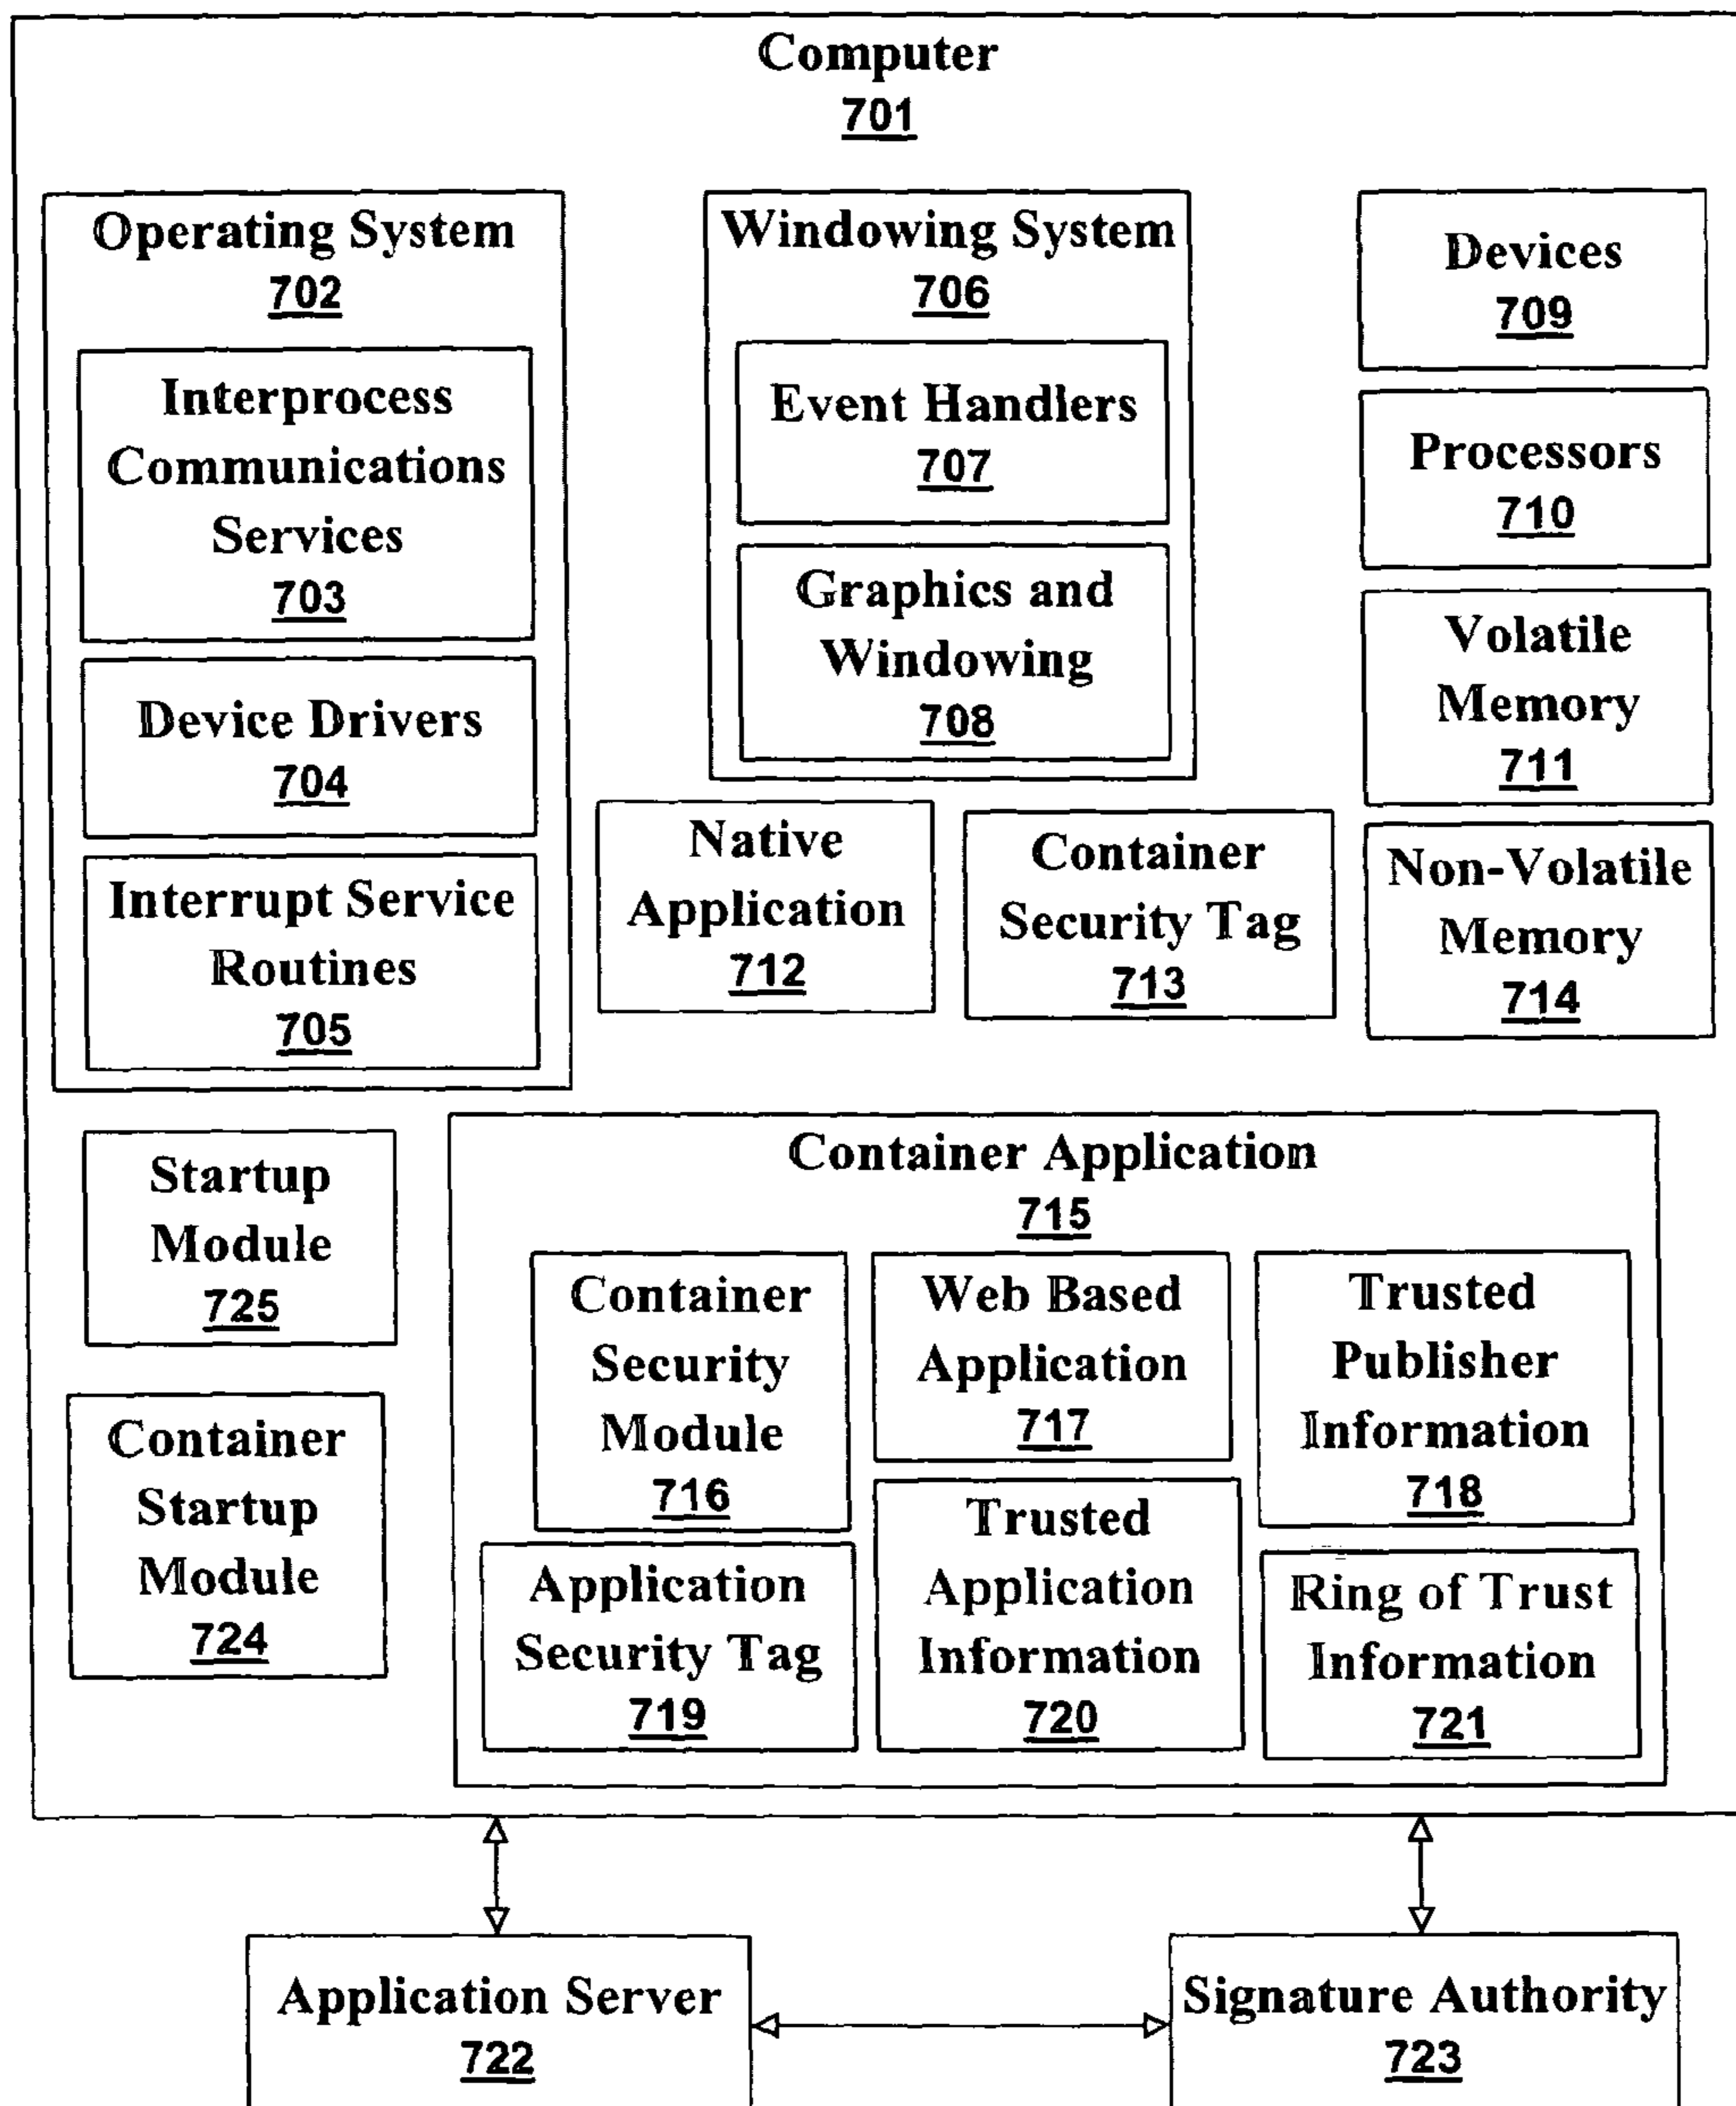 Computer
701
Operating System
702
Interprocess
Communications
Services
703
Device Drivers
704
Interrupt Service
Routines
705
Windowing System
706
Event Handlers
707
Graphics and
Windowing
708
Devices
709
Processors
710
Volatile
Memory
711
Native
Application
712
Container
Security Tag
713
Non-Volatile
Memory
714
Startup
Module
725
Container
Startup
Module
724
Container Application
715
Container
Security
Module
716
Web Based
Application
717
Trusted
Publisher
Information
718
Application
Security Tag
719
Trusted
Application
Information
720
Ring of Trust
Information
721
Application Server
722
Signature Authority
723